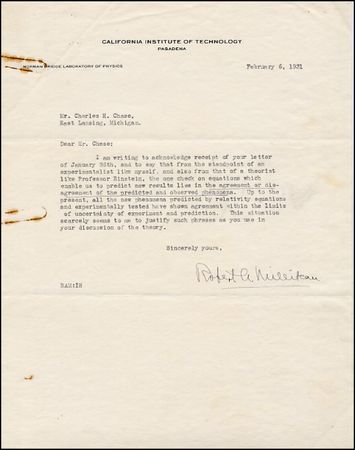 CALIFORNIA INSTITUTE OF TECHNOLOGY
PASADENA
NORMAN BRIDGE LABORATORY OF PHYSICS
February 6, 1931
Mr. Charles H. Chase,
East Lansing, Michigan.
Dear Mr. Chase:
I am writing to acknowledge receipt of your letter
of January 26th, and to say that from the standpoint of an
experimentalist like myself, and also from that of a theorist
like Professor Einstein, the one check on equations which
enable us to predict new results lies in the agreement or dis-
agreement of the predicted and observed phenomena. Up to the
present, all the new phenomena predicted by relativity equations
and experimentally tested have shown agreement within the limits
of uncertainty of experiment and prediction. This situation
scarcely seems to me to justify such phrases as you use in
your discussion of the theory.
Sincerely yours,
Robert A. Millikan
RAM:IH